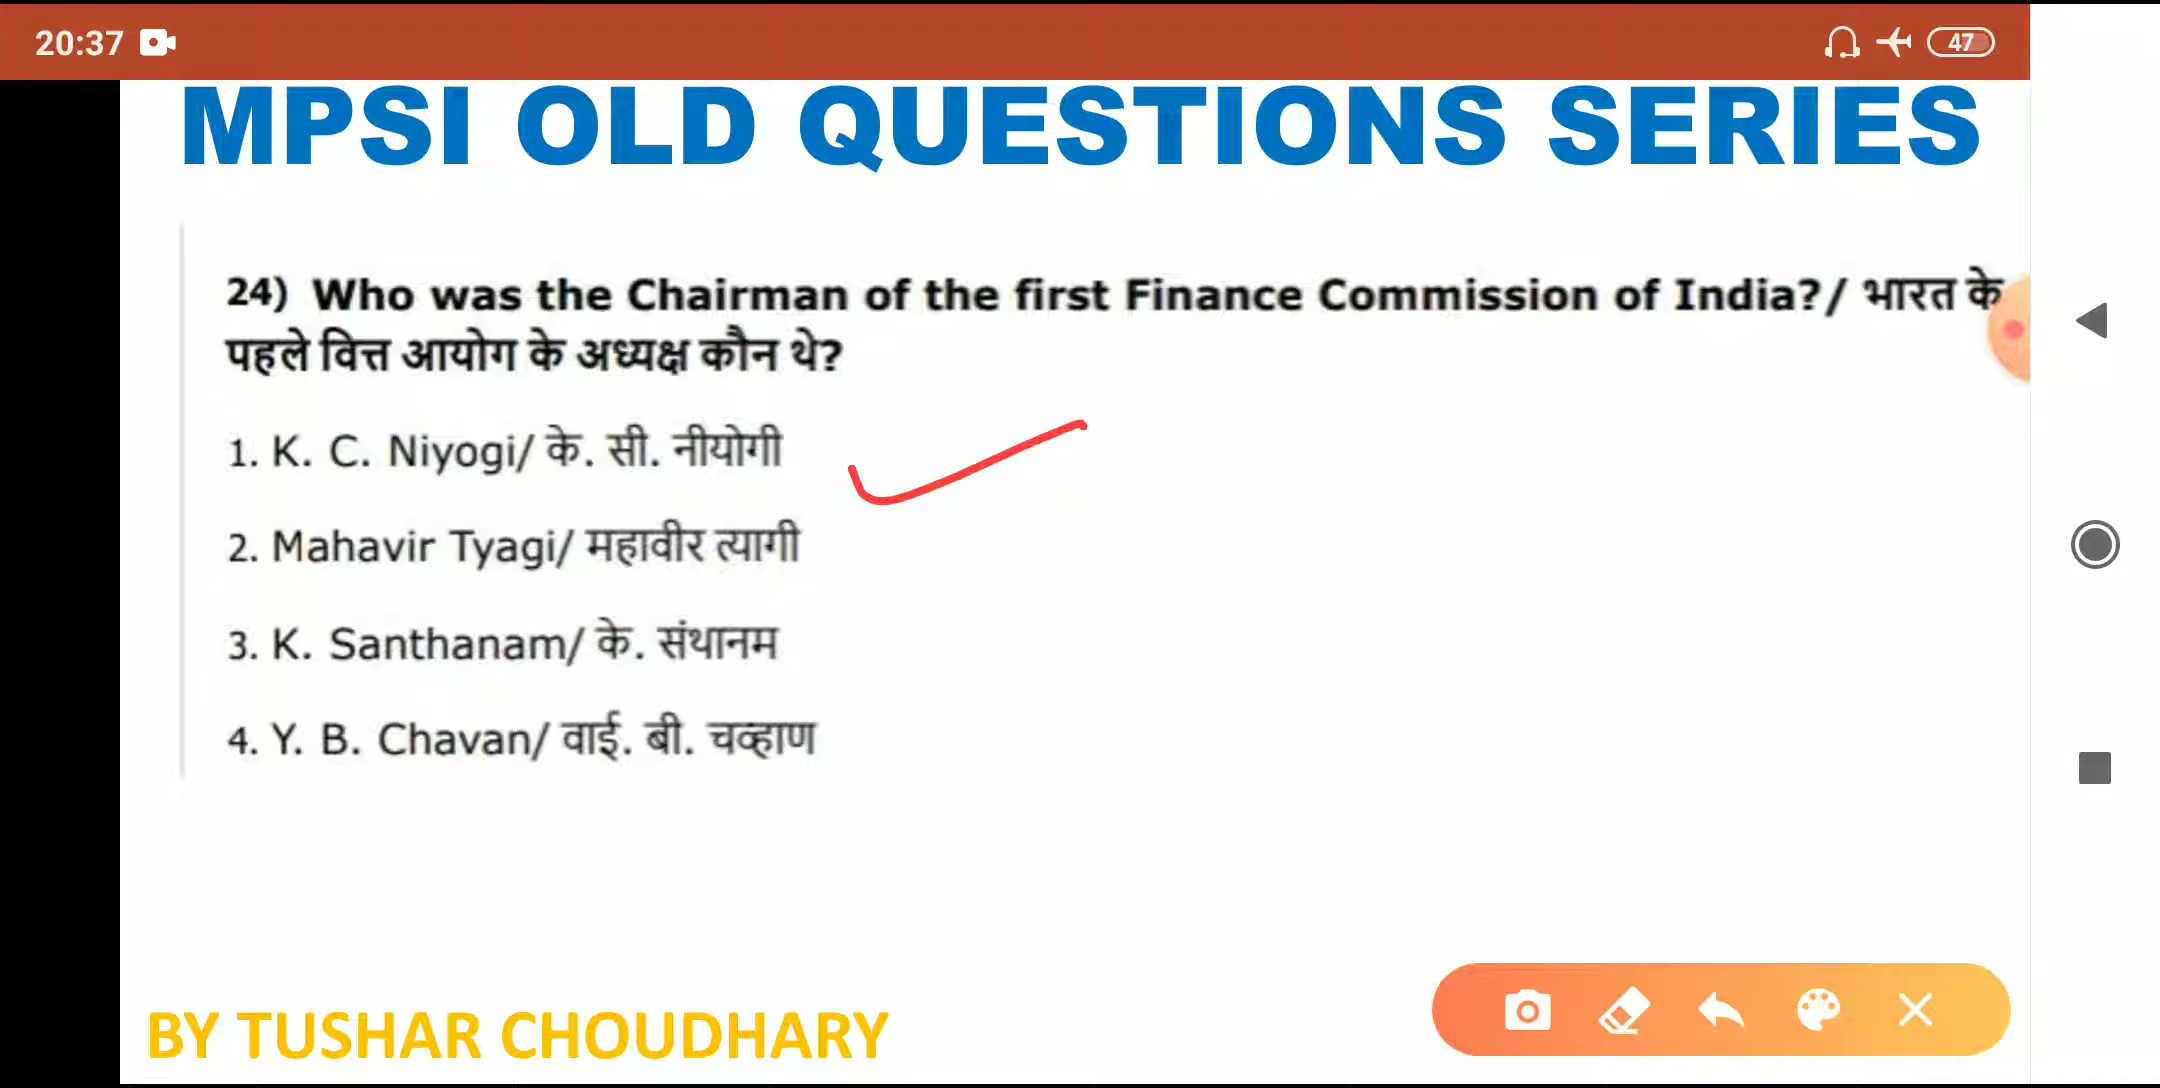 20:37
47
MPSI OLD QUESTIONS SERIES
24) Who was the Chairman of the first Finance Commission of India?/ भारत के
पहले वित्त आयोग के अध्यक्ष कौन थे?
1. K. C. Niyogi/ के. सी. नीयोगी
2. Mahavir Tyagi/ महावीर त्यागी
3. K. Santhanam/ के. संथानम
4. Y. B. Chavan/ वाई. बी. चव्हाण
BY TUSHAR CHOUDHARY